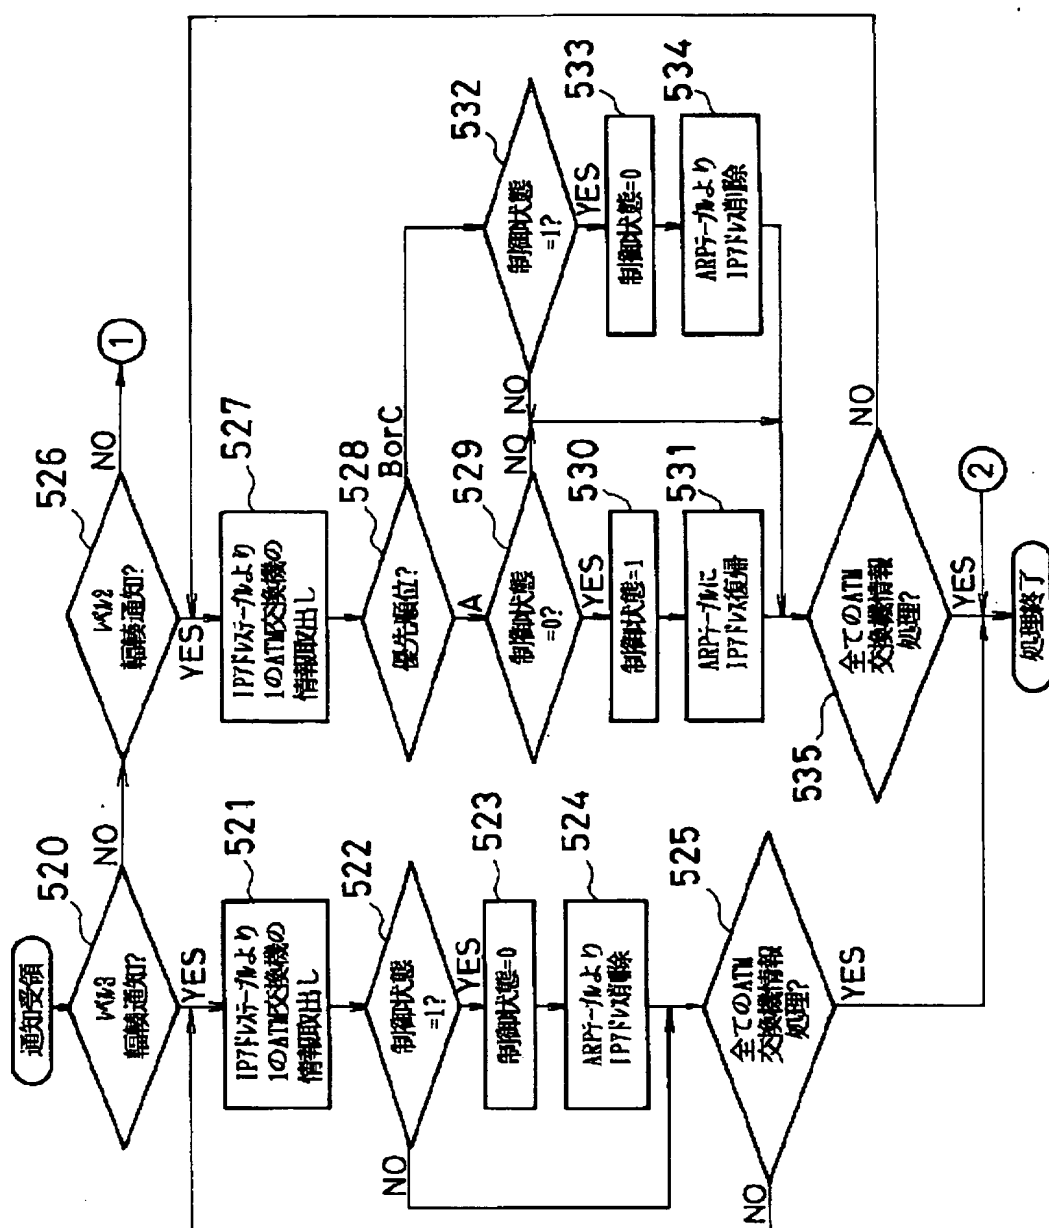 通知受領
520
レベル3
輻輳通知?
NO
YES
521
IPアドレステーブルより
1のATM交換機の
情報取出し
522
制御状態
=1?
NO
YES
523
制御状態=0
524
ARPテーブルより
IPアドレス削除
525
全てのATM
交換機情報
処理?
NO
YES
526
レベル2
輻輳通知?
NO
1
YES
527
IPアドレステーブルより
1のATM交換機の
情報取出し
528
優先順位?
BorC
A
529
制御状態
=0?
NO
YES
530
制御状態=1
531
ARPテーブルに
IPアドレス復帰
532
制御状態
=1?
NO
YES
533
制御状態=0
534
ARPテーブルより
IPアドレス削除
535
全てのATM
交換機情報
処理?
NO
YES
2
処理終了